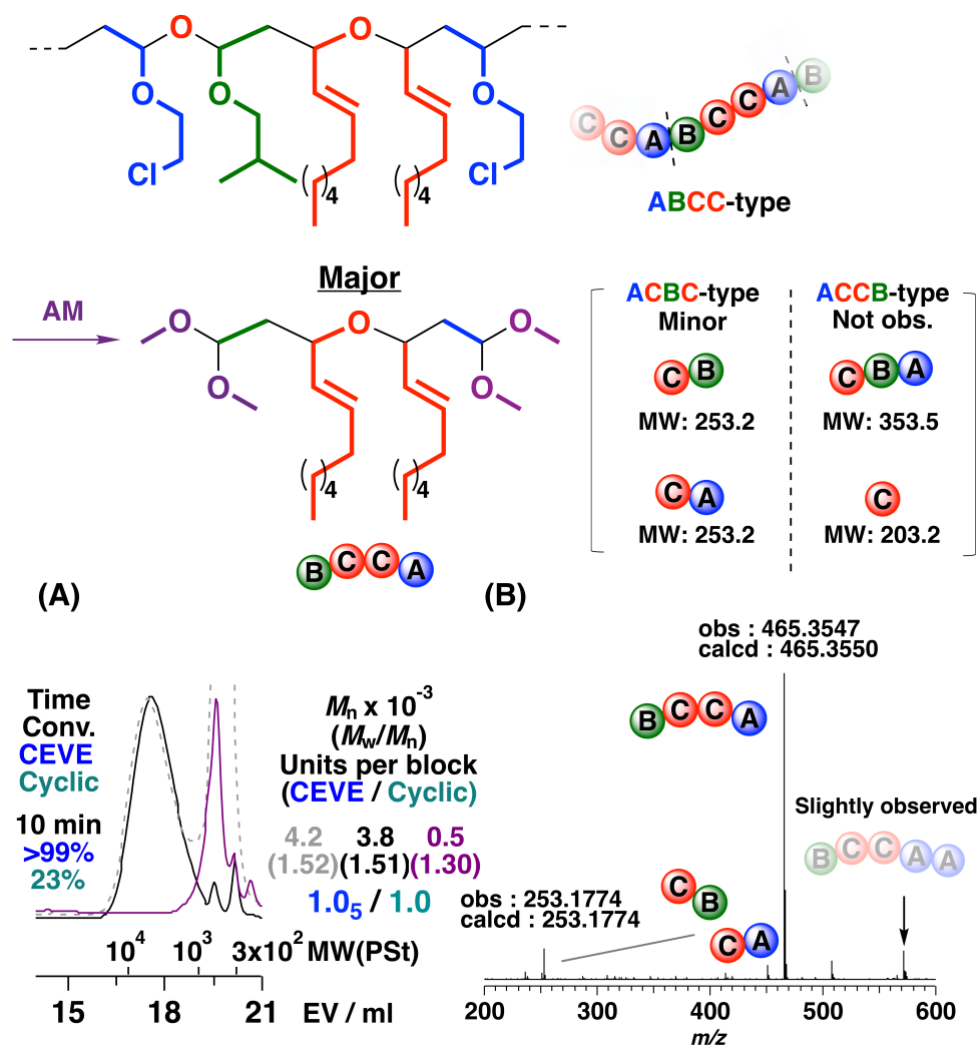 O O
O O O O
Cl Cl
( )4 ( )4
C C A B C C A B
ABCC-type
AM
Major
O O O
O O
( )4 ( )4
B C C A
ACBC-type
Minor
C B
MW: 253.2
C A
MW: 253.2
ACCB-type
Not obs.
C B A
MW: 353.5
C
MW: 203.2
(A)
Time
Conv.
CEVE
Cyclic
10 min
>99%
23%
Mn x 10-3
(Mw/Mn)
Units per block
(CEVE / Cyclic)
4.2 3.8 0.5
(1.52) (1.51) (1.30)
1.05 / 1.0
104 103 3x102 MW(PSt)
15 18 21
EV / ml
(B)
obs : 465.3547
calcd : 465.3550
B C C A
Slightly observed
B C C A A
obs : 253.1774
calcd : 253.1774
C B
C A
200 400 500 600
m/z